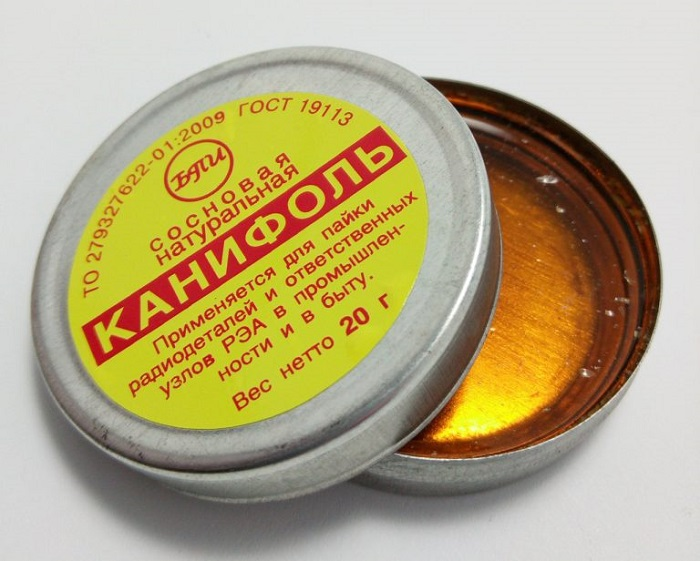 ТО 279327622-01:2009 ГОСТ 19113
БАПИ
сосновая
натуральная
КАНИФОЛЬ
Применяется для пайки
радиодеталей и ответственных
узлов РЭА в промышлен-
ности и в быту.
Вес нетто 20 г